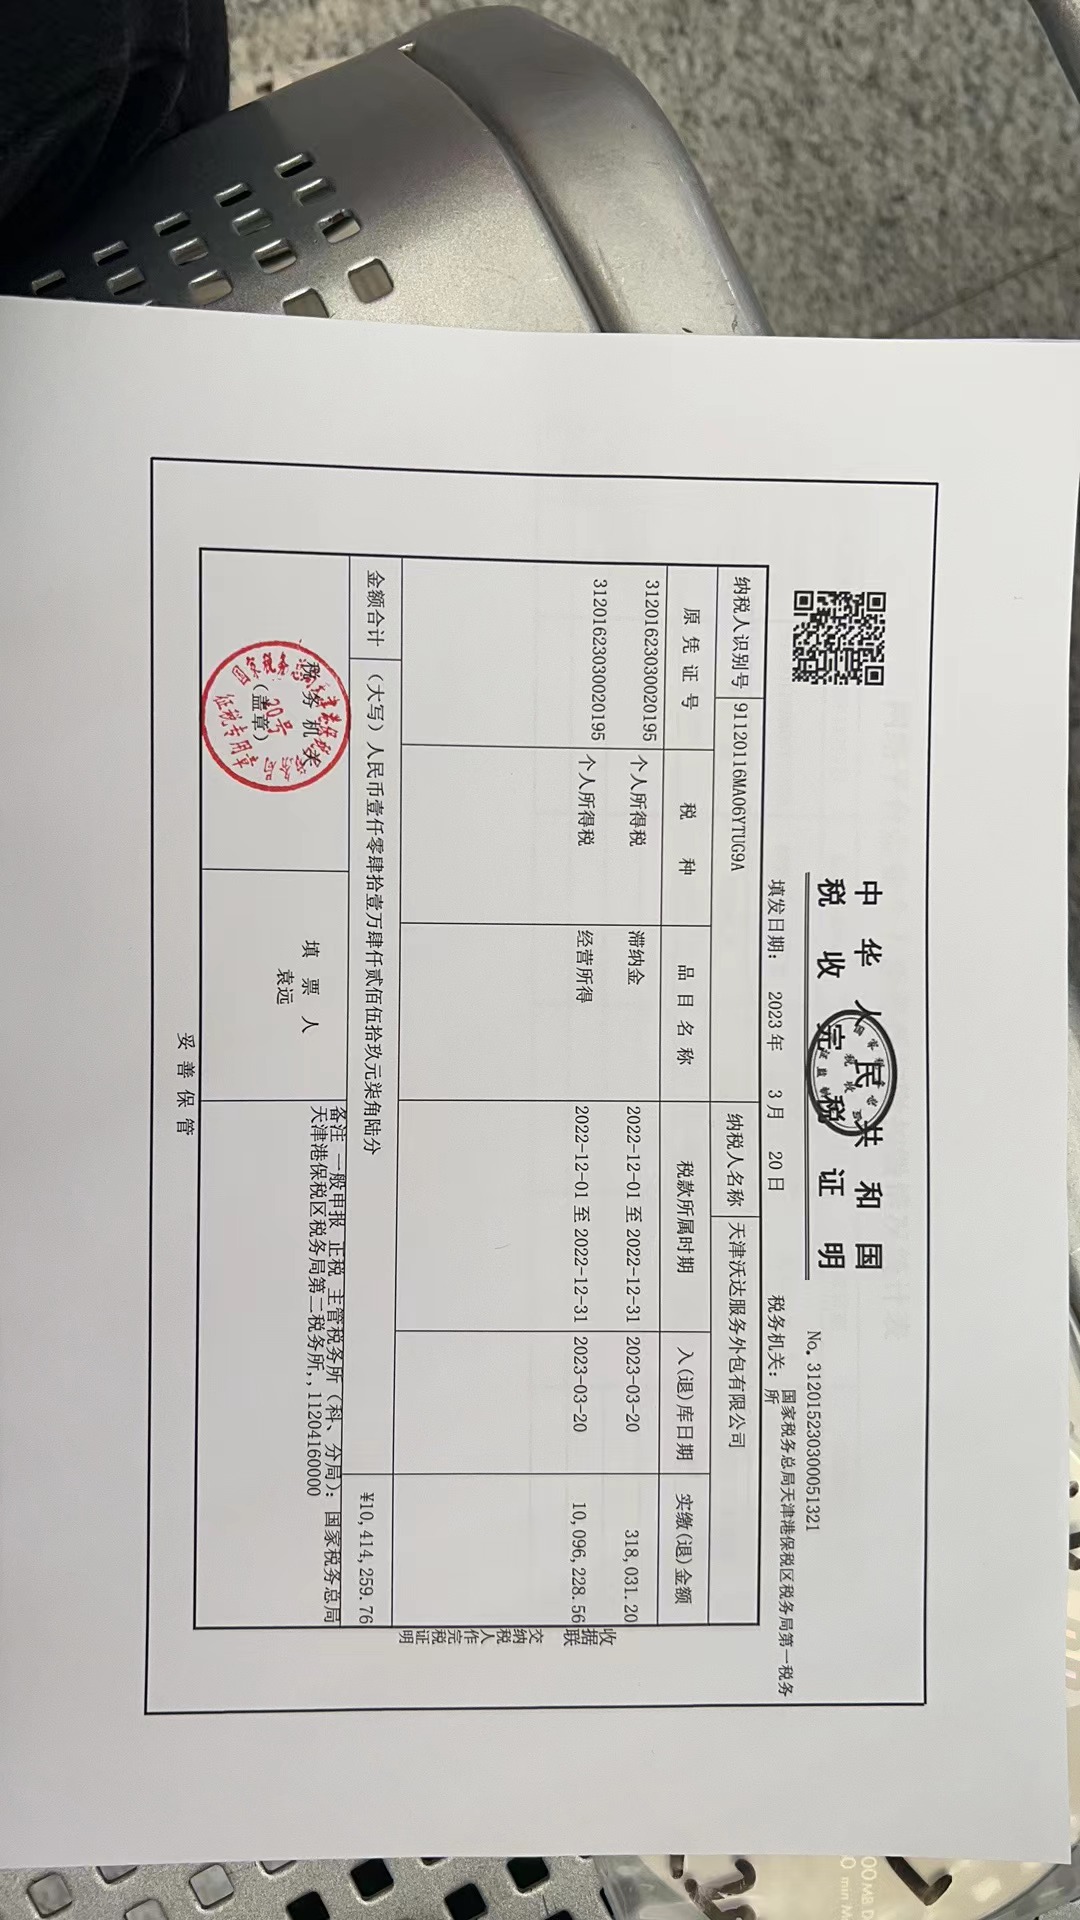 中华人民共和国
税收完税证明
No. 312015230300051321
填发日期: 2023年 3月 20日
税务机关: 国家税务总局天津港保税区税务局第一税务所
纳税人识别号 91120116MA06YTUG9A 纳税人名称 天津沃达服务外包有限公司
原凭证号 税种 品目名称 税款所属时期 入(退)库日期 实缴(退)金额
31201623030020195 个人所得税 滞纳金 2022-12-01 至 2022-12-31 2023-03-20 318,031.20
31201623030020195 个人所得税 经营所得 2022-12-01 至 2022-12-31 2023-03-20 10,096,228.56
金额合计 （大写）人民币壹仟零肆拾壹万肆仟贰佰伍拾玖元柒角陆分 ¥10,414,259.76
税务机关
（盖章）
20号
征税专用章
填票人
袁远
备注 一般申报 正税 主管税务所（科、分局）: 国家税务总局
天津港保税区税务局第二税务所,,11204160000
收据联 交纳税人作完税证明
妥善保管